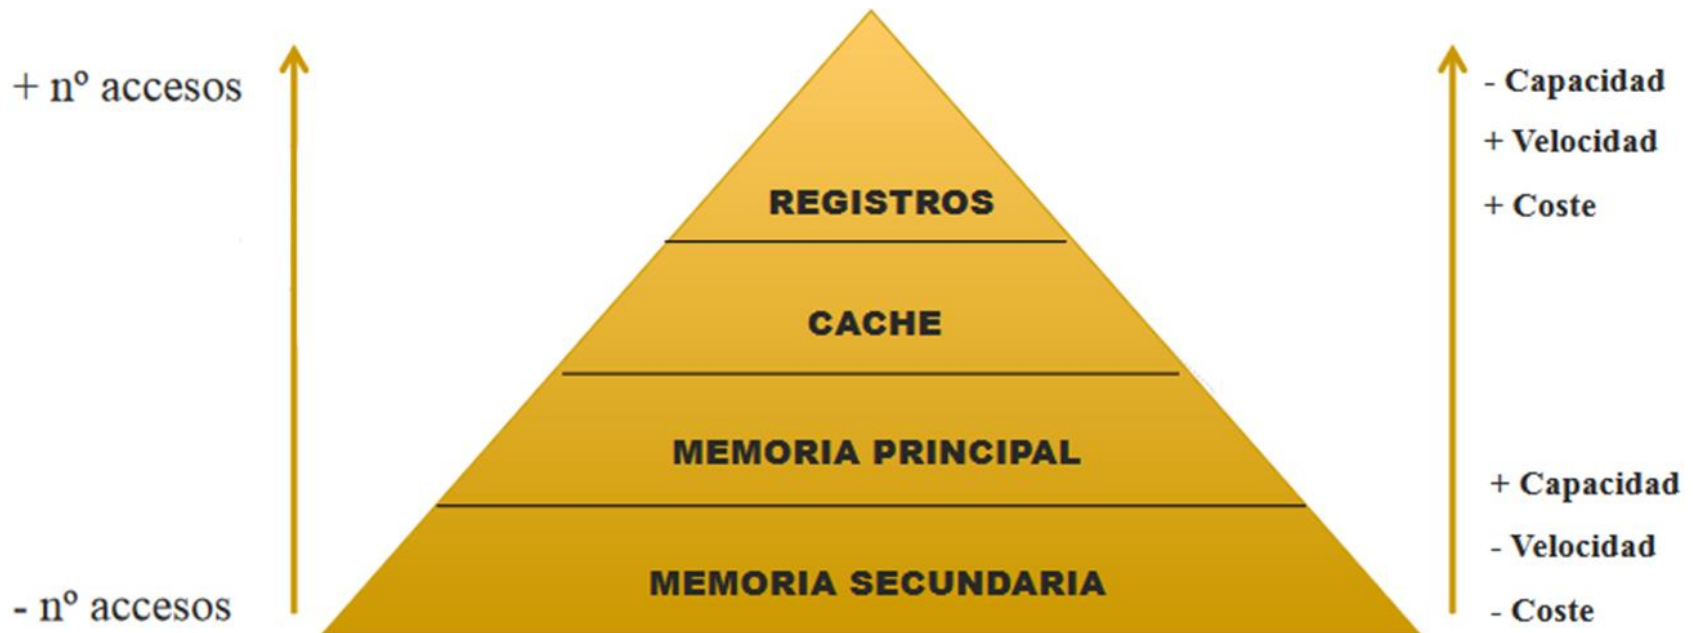 + nº accesos
- nº accesos
REGISTROS
CACHE
MEMORIA PRINCIPAL
MEMORIA SECUNDARIA
- Capacidad
+ Velocidad
+ Coste
+ Capacidad
- Velocidad
- Coste